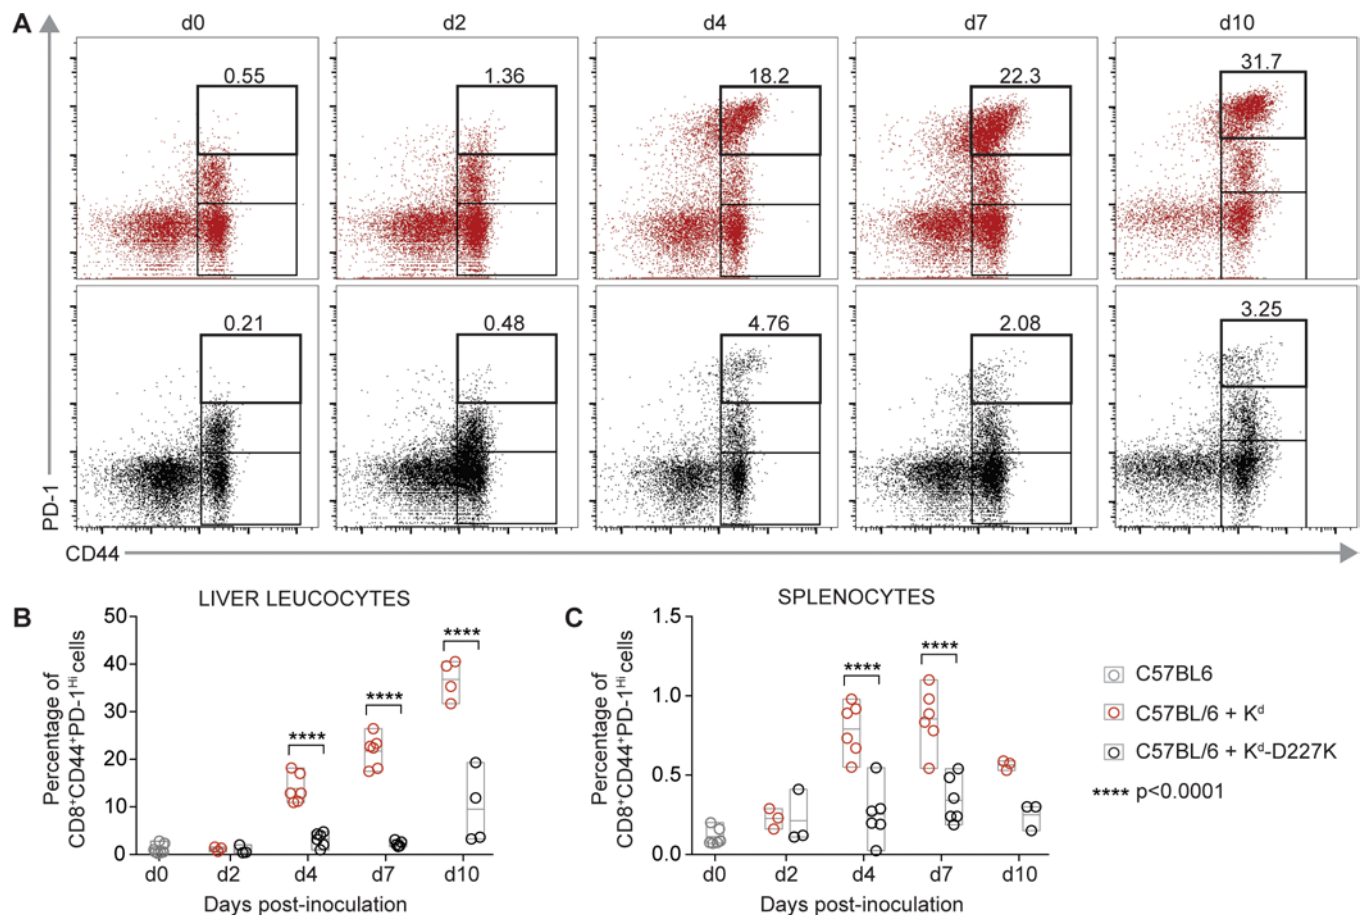 A
d0 d2 d4 d7 d10
0.55 1.36 18.2 22.3 31.7
0.21 0.48 4.76 2.08 3.25
PD-1
CD44
B
LIVER LEUCOCYTES
Percentage of
CD8⁺CD44⁺PD-1ᴴⁱ cells
50
40
30
20
10
0
**** **** ****
d0 d2 d4 d7 d10
Days post-inoculation
C
SPLENOCYTES
Percentage of
CD8⁺CD44⁺PD-1ᴴⁱ cells
1.5
1.0
0.5
0.0
**** ****
d0 d2 d4 d7 d10
Days post-inoculation
C57BL6
C57BL/6 + Kᵈ
C57BL/6 + Kᵈ-D227K
**** p<0.0001